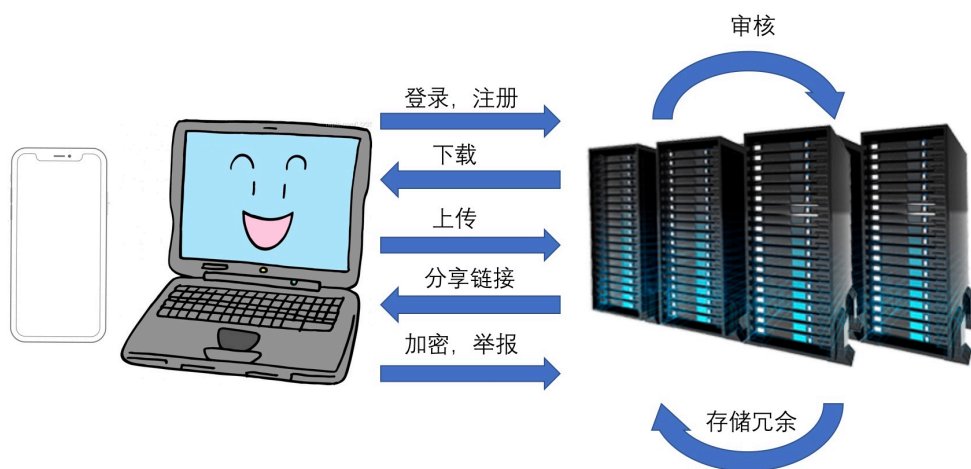 审核
登录，注册
下载
上传
分享链接
加密，举报
存储冗余